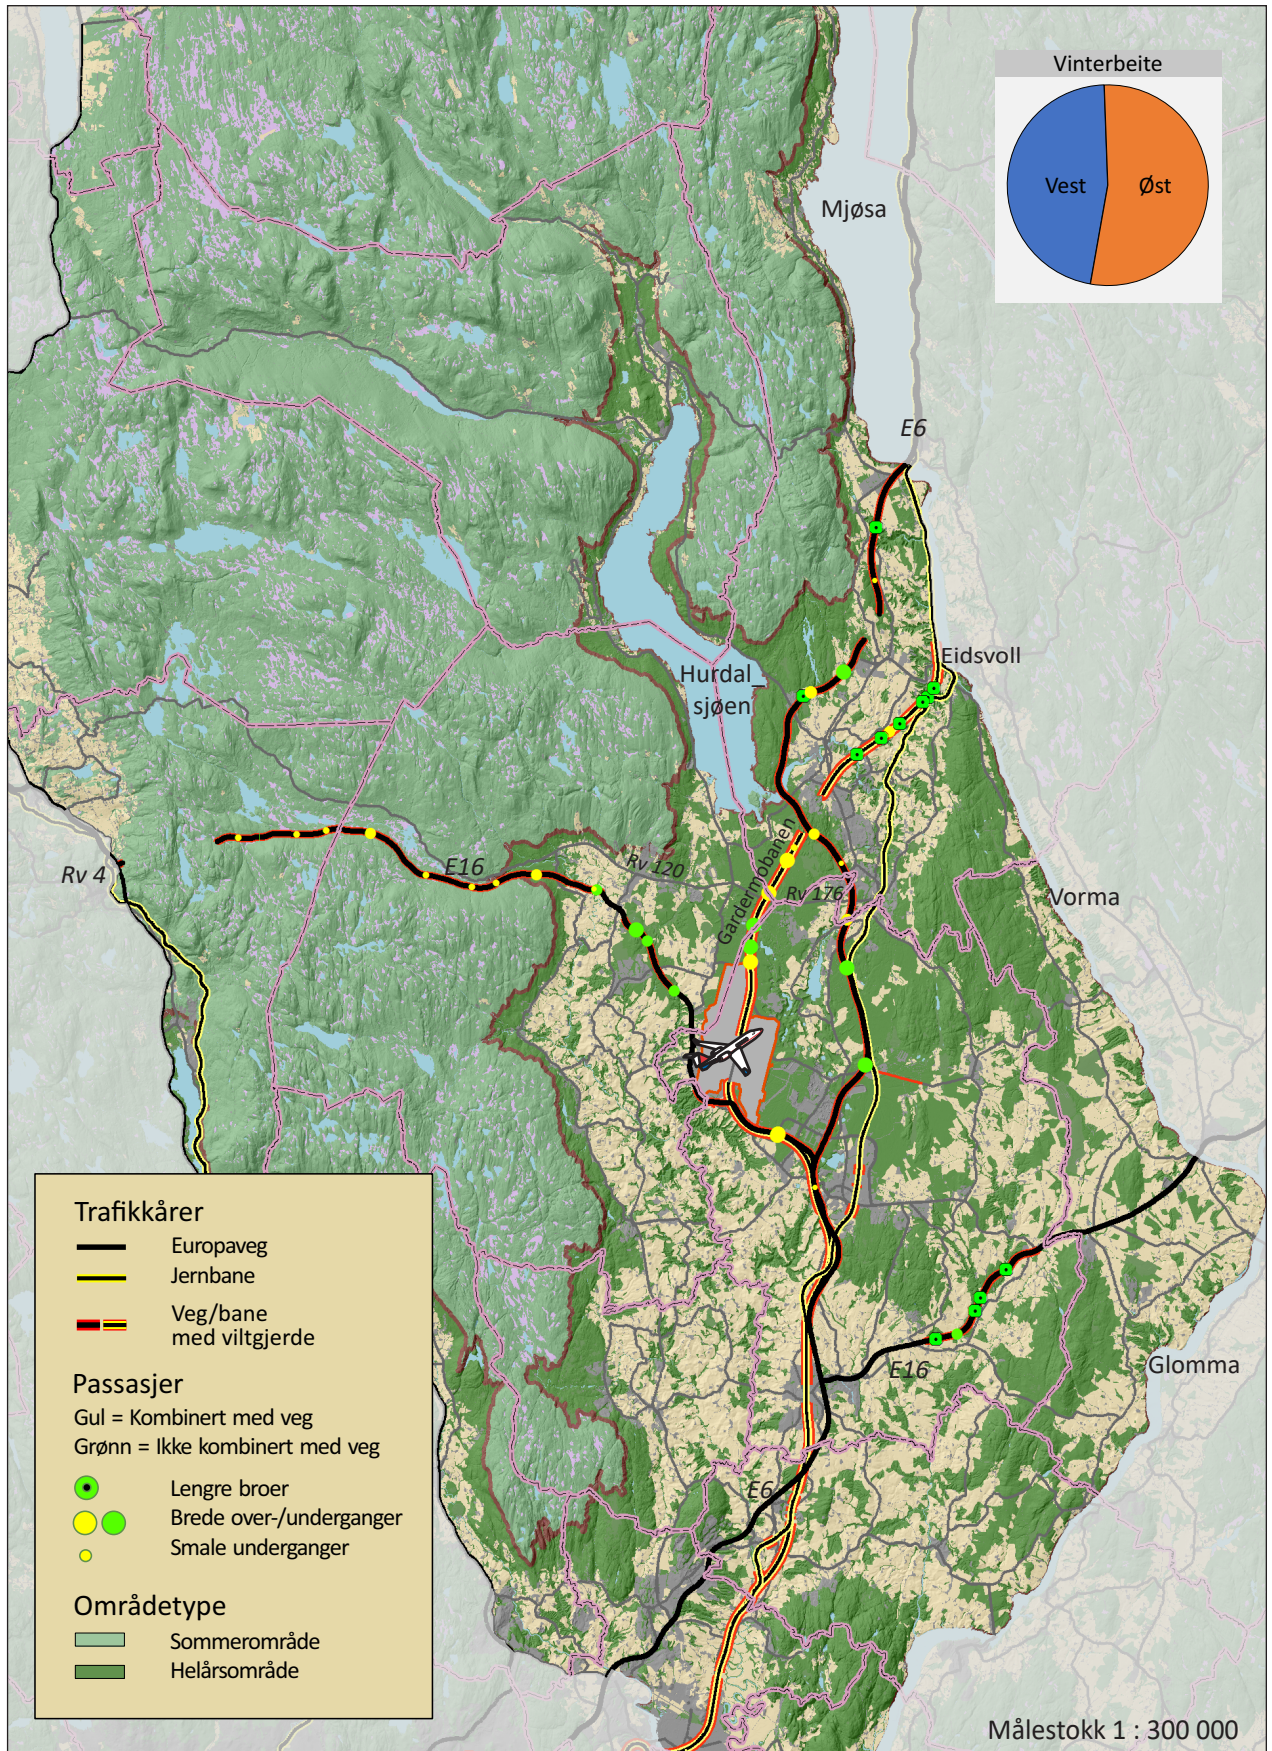 Vinterbeite
Vest
Øst
Mjøsa
E6
Eidsvoll
Hurdal_
sjøen
Gardermobanen
Rv 120
Rv 176
E16
Rv 4
Vorma
E16
Glomma
E6
Trafikkårer
Europaveg
Jernbane
Veg/bane
med viltgjerde
Passasjer
Gul = Kombinert med veg
Grønn = Ikke kombinert med veg
Lengre broer
Brede over-/underganger
Smale underganger
Områdetype
Sommerområde
Helårsområde
Målestokk 1 : 300 000